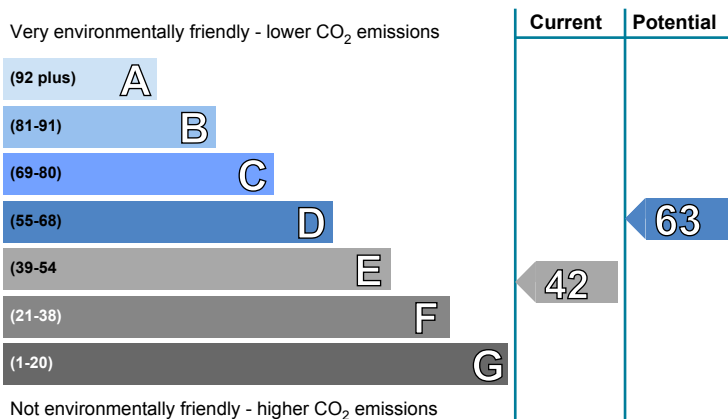 Current Potential
Very environmentally friendly - lower CO2 emissions
(92 plus) A
(81-91) B
(69-80) C
(55-68) D
63
(39-54 E
42
(21-38) F
(1-20) G
Not environmentally friendly - higher CO2 emissions